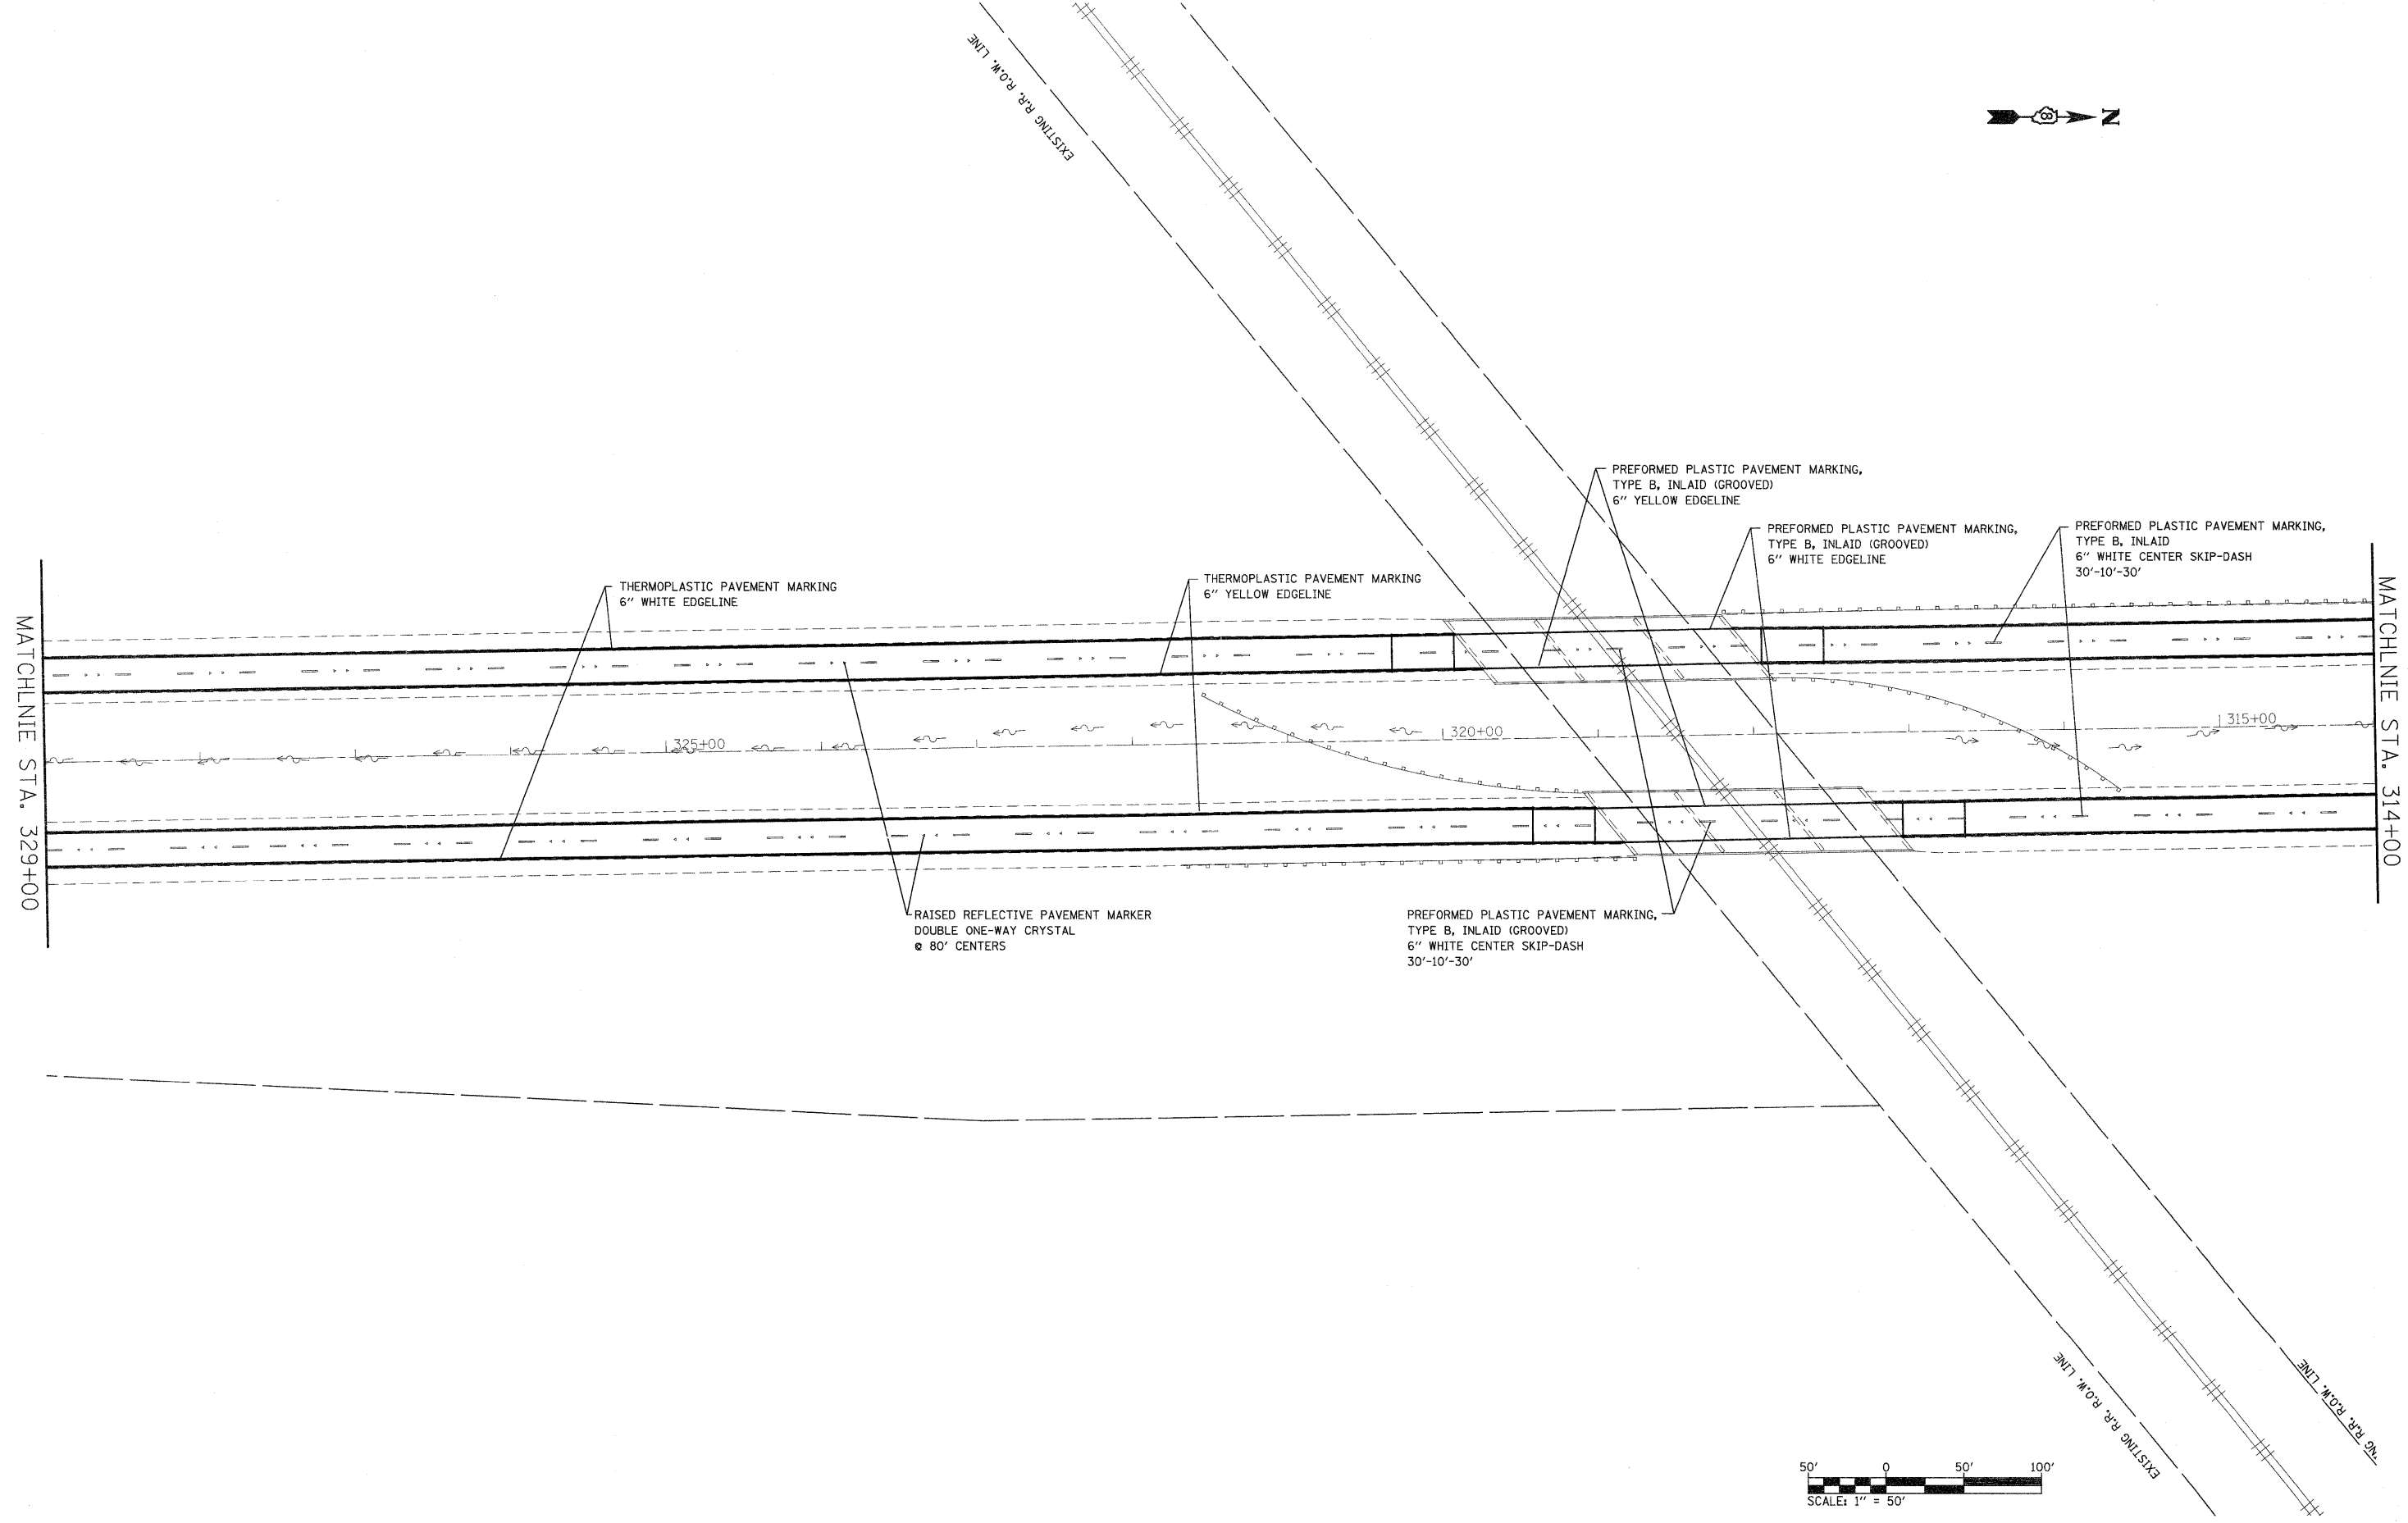 EXISTING R.R. R.O.W. LINE
N
8
PREFORMED PLASTIC PAVEMENT MARKING,
TYPE B, INLAID (GROOVED)
6" YELLOW EDGELINE
PREFORMED PLASTIC PAVEMENT MARKING,
TYPE B, INLAID (GROOVED)
6" WHITE EDGELINE
PREFORMED PLASTIC PAVEMENT MARKING,
TYPE B, INLAID
6" WHITE CENTER SKIP-DASH
30'-10'-30'
THERMOPLASTIC PAVEMENT MARKING
6" WHITE EDGELINE
THERMOPLASTIC PAVEMENT MARKING
6" YELLOW EDGELINE
MATCHLNIE STA. 329+00
325+00
320+00
315+00
MATCHLNIE STA. 314+00
RAISED REFLECTIVE PAVEMENT MARKER
DOUBLE ONE-WAY CRYSTAL
@ 80' CENTERS
PREFORMED PLASTIC PAVEMENT MARKING,
TYPE B, INLAID (GROOVED)
6" WHITE CENTER SKIP-DASH
30'-10'-30'
EXISTING R.R. R.O.W. LINE
NG R.R. R.O.W. LINE
50' 0 50' 100'
SCALE: 1" = 50'